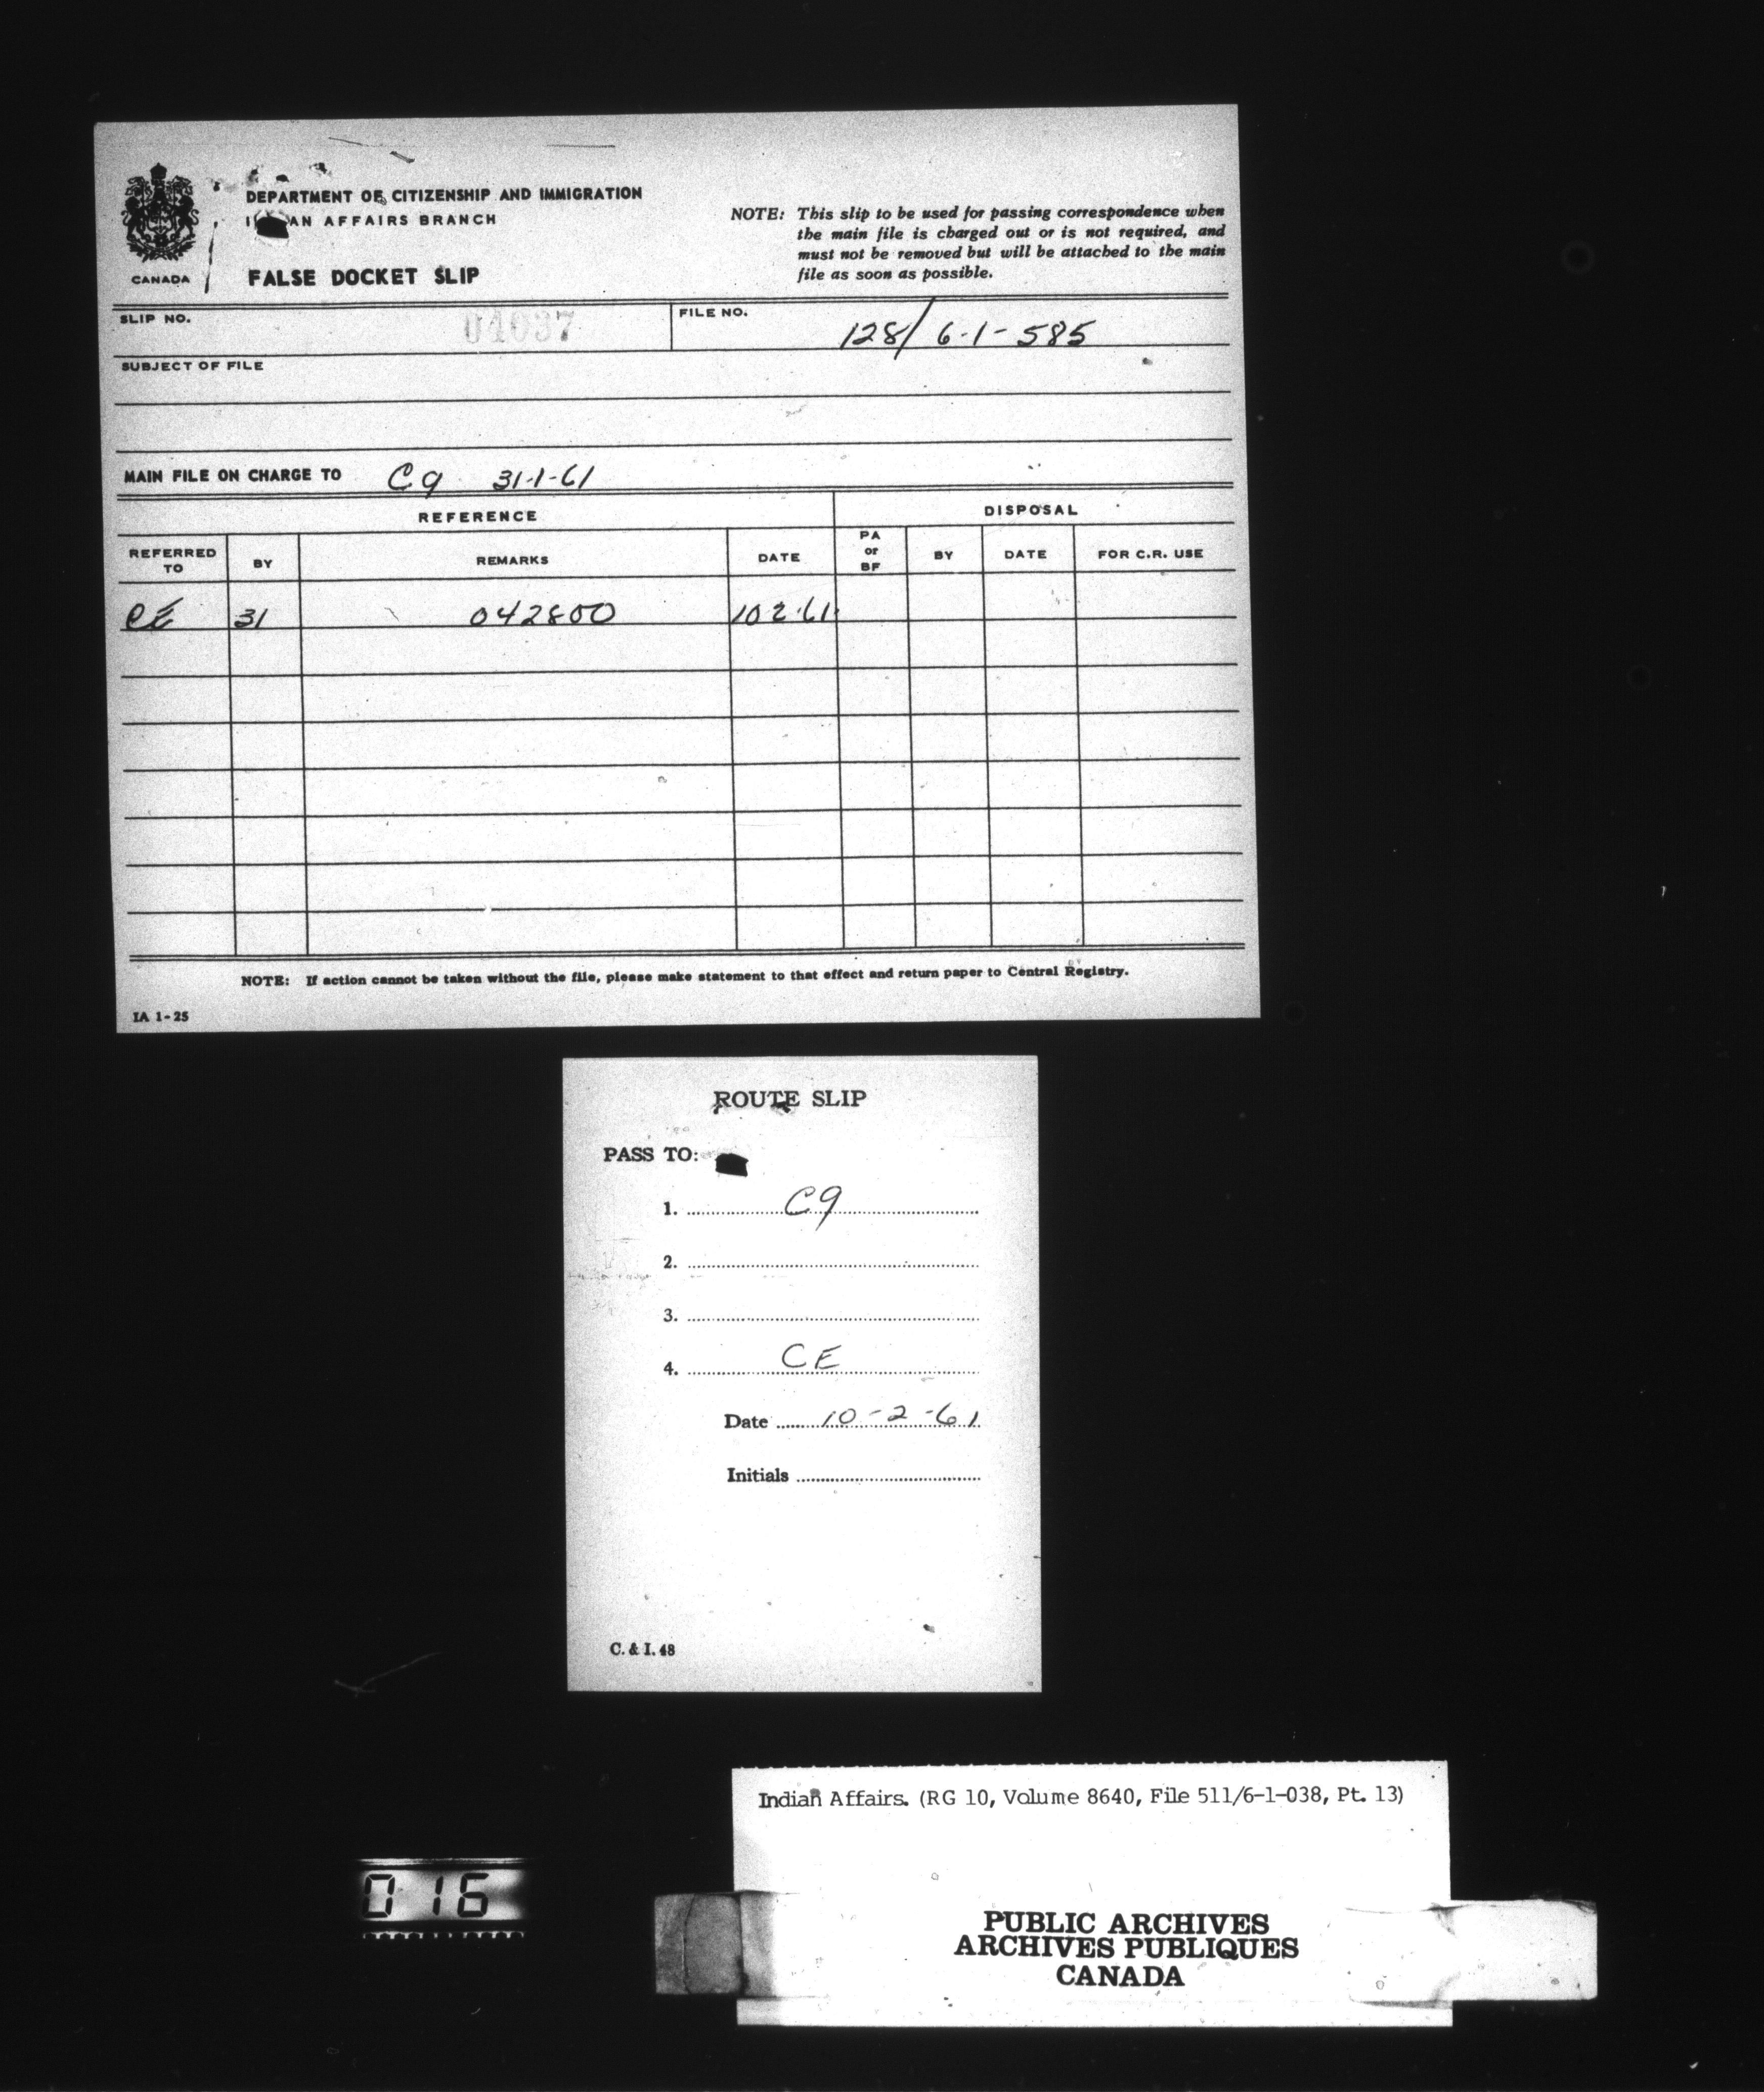 DEPARTMENT OF CITIZENSHIP AND IMMIGRATION
AN AFFAIRS BRANCH
CANADA
FALSE DOCKET SLIP
NOTE: This slip to be used for passing correspondence when
the main file is charged out or is not required, and
must not be removed but will be attached to the main
file as soon as possible.
SLIP NO. 04037
FILE NO. 128/6-1-585
SUBJECT OF FILE
MAIN FILE ON CHARGE TO C9 31-1-61
REFERENCE DISPOSAL
REFERRED TO BY REMARKS DATE PA or BF BY DATE FOR C.R. USE
CE 31 042800 10 2.61
NOTE: If action cannot be taken without the file, please make statement to that effect and return paper to Central Registry.
IA 1-25
ROUTE SLIP
PASS TO:
1. C9
2.
3.
4. CE
Date 10-2-61
Initials
C. & I. 48
Indian Affairs. (RG 10, Volume 8640, File 511/6-1-038, Pt. 13)
016
PUBLIC ARCHIVES
ARCHIVES PUBLIQUES
CANADA